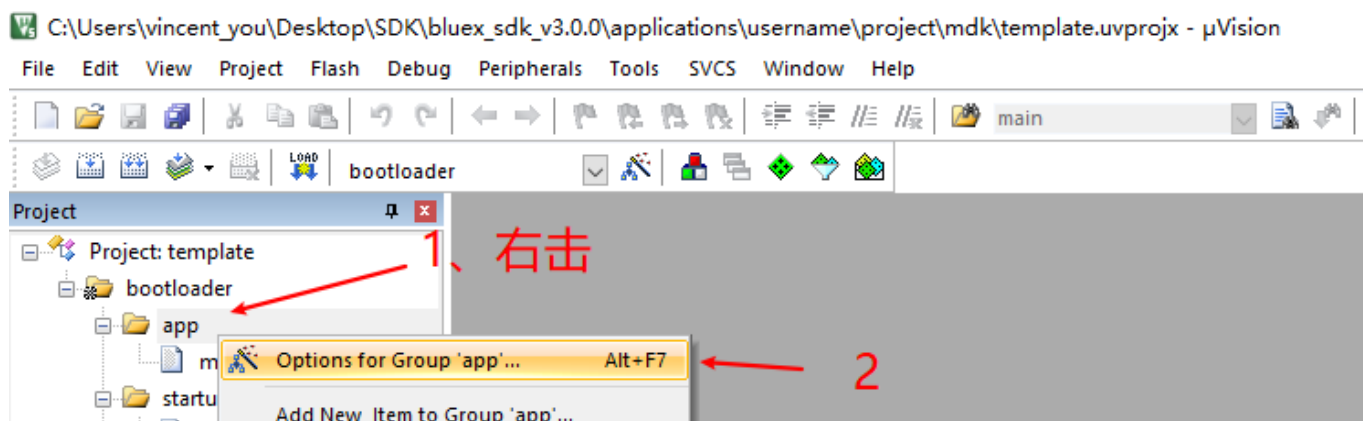 C:\Users\vincent_you\Desktop\SDK\bluex_sdk_v3.0.0\applications\username\project\mdk\template.uvprojx - µVision
File Edit View Project Flash Debug Peripherals Tools SVCS Window Help
main
LOAD
bootloader
Project
Project: template
1、右击
bootloader
app
m
Options for Group 'app'... Alt+F7
2
startu
Add New Item to Group 'app'...